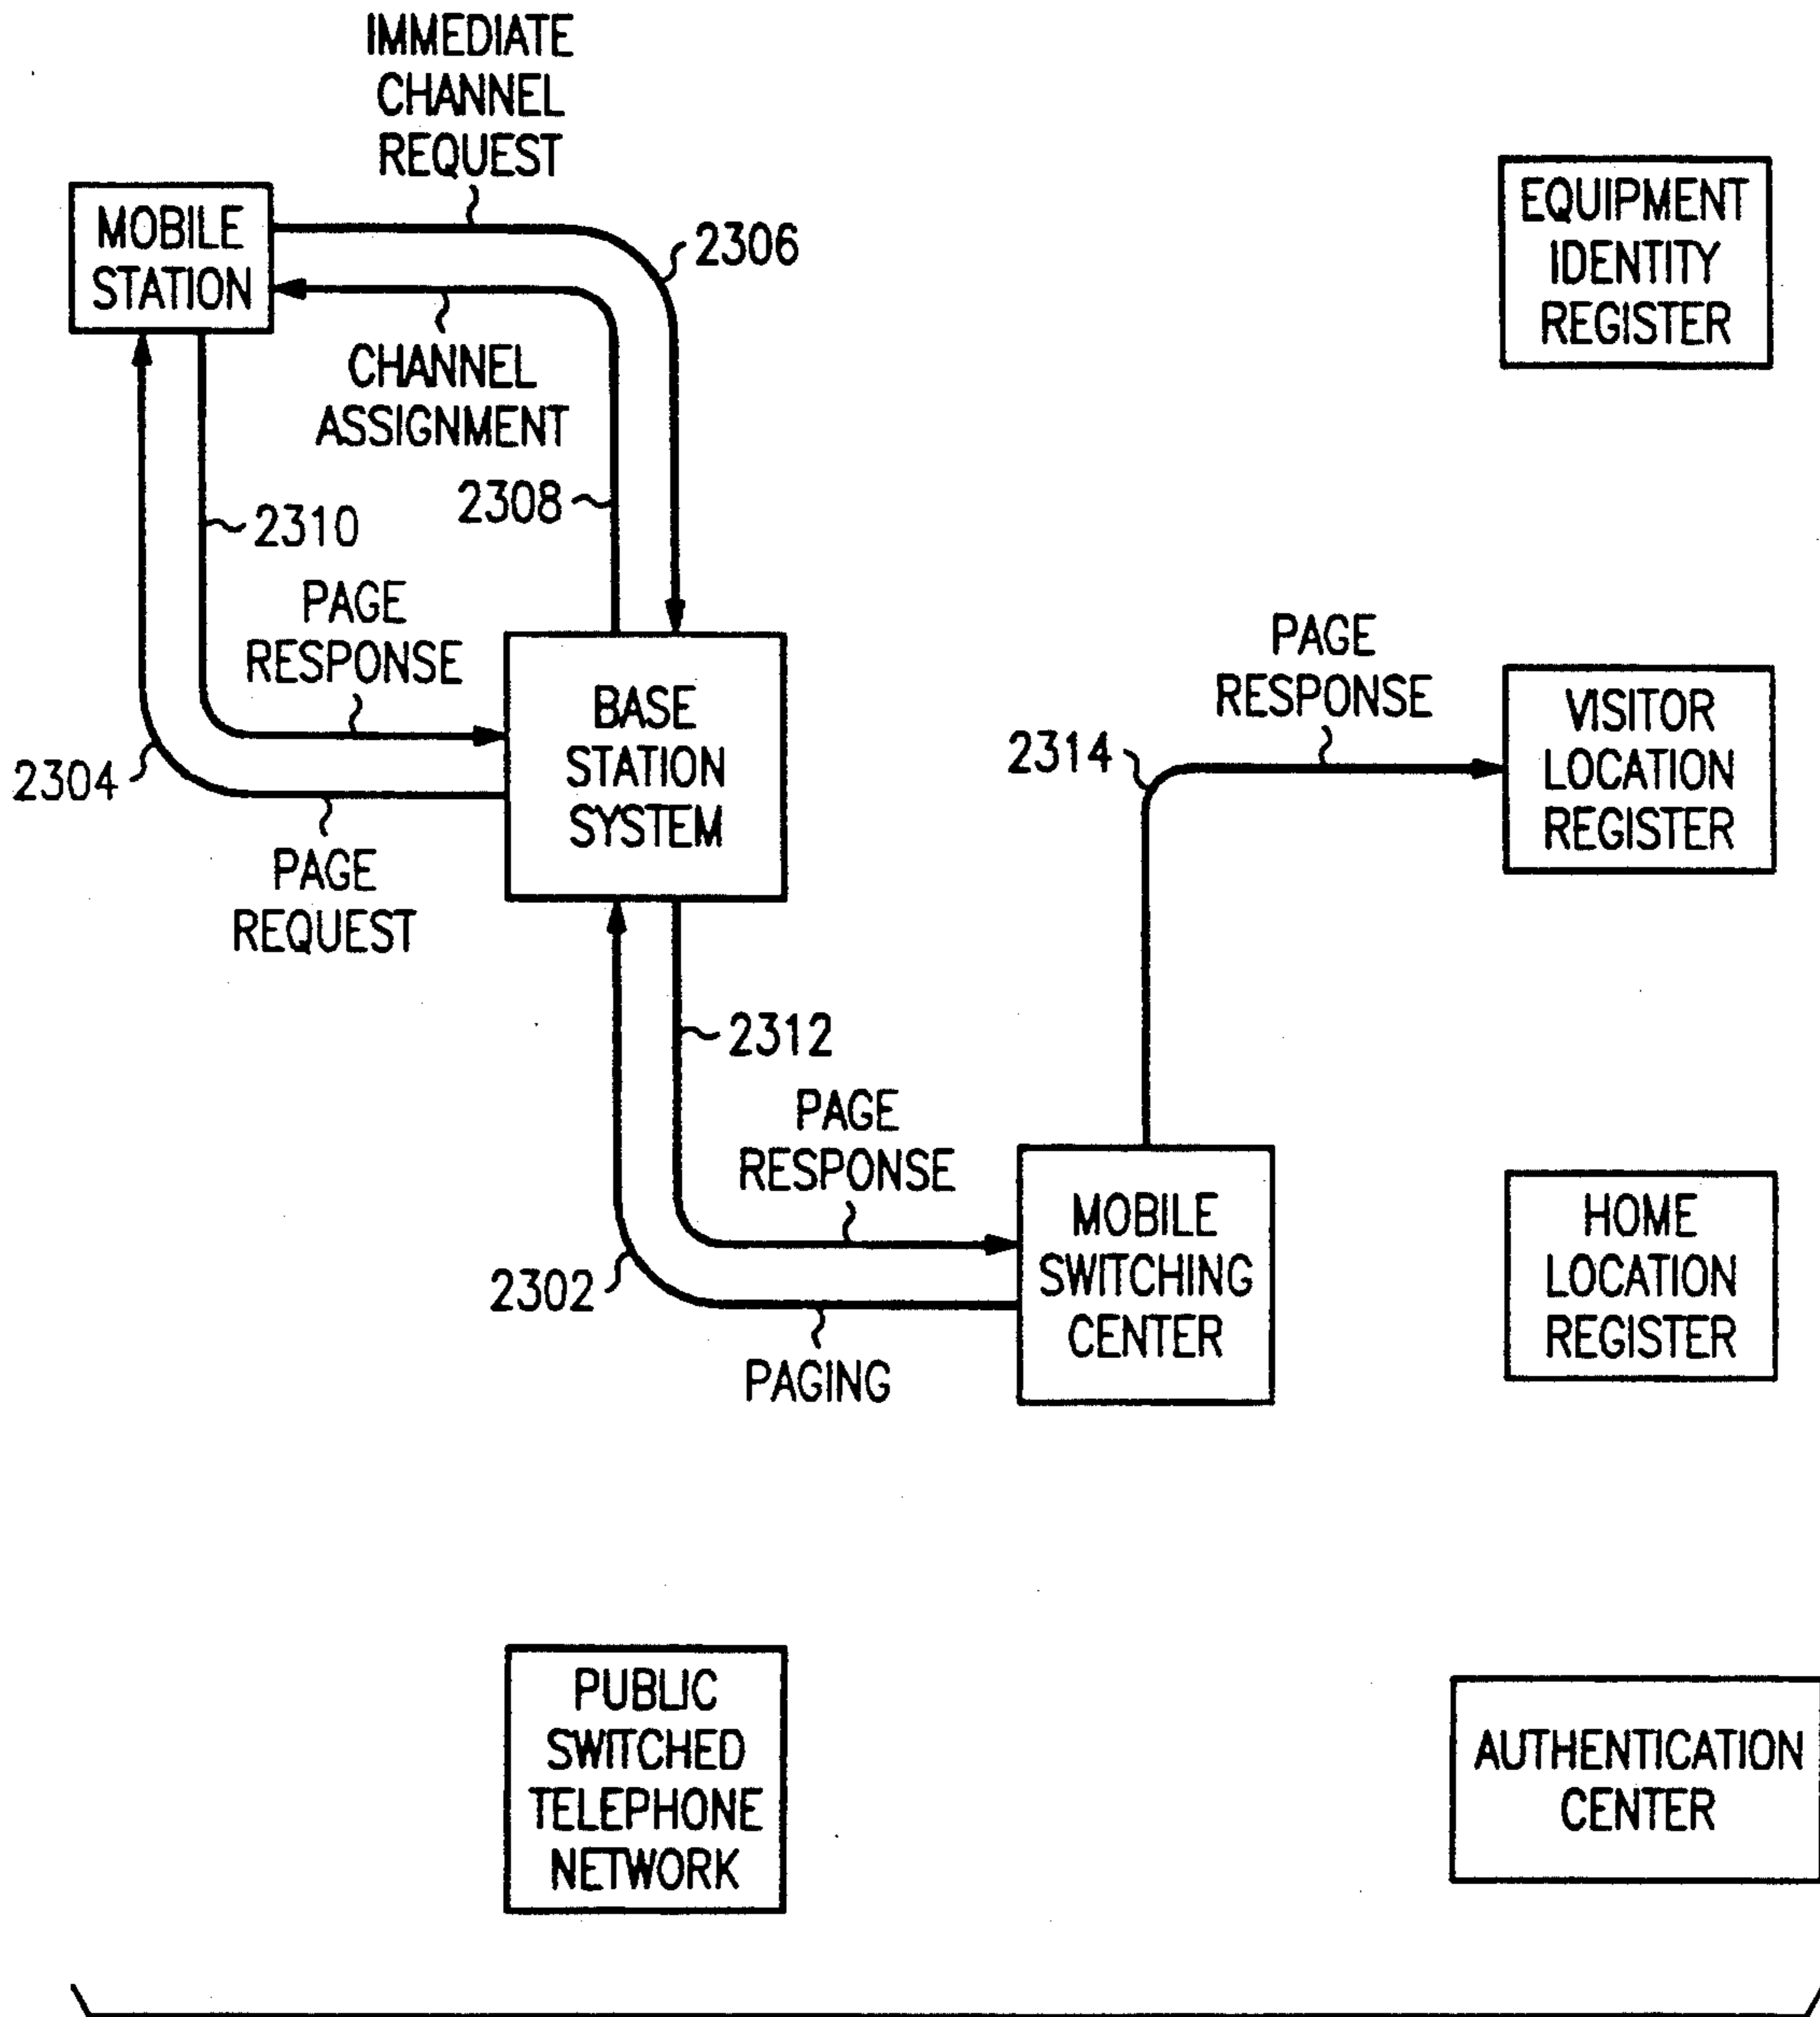 IMMEDIATE
CHANNEL
REQUEST
MOBILE
STATION
2306
EQUIPMENT
IDENTITY
REGISTER
CHANNEL
ASSIGNMENT
2308
2310
PAGE
RESPONSE
BASE
STATION
SYSTEM
2304
PAGE
REQUEST
PAGE
RESPONSE
2314
VISITOR
LOCATION
REGISTER
2312
PAGE
RESPONSE
2302
PAGING
MOBILE
SWITCHING
CENTER
HOME
LOCATION
REGISTER
PUBLIC
SWITCHED
TELEPHONE
NETWORK
AUTHENTICATION
CENTER